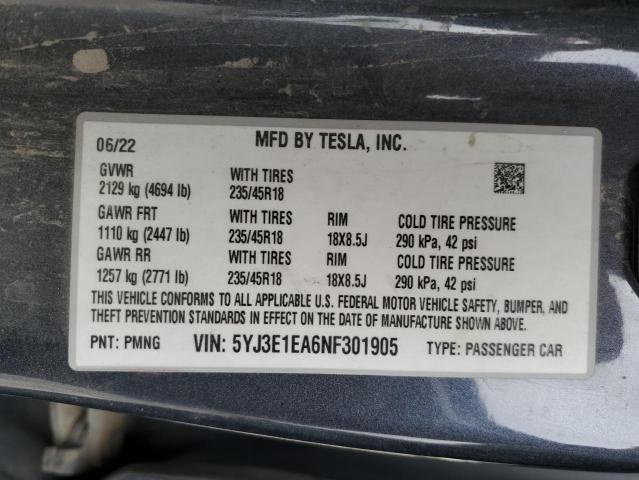 06/22 MFD BY TESLA, INC.
GVWR WITH TIRES
2129 kg (4694 lb) 235/45R18
GAWR FRT WITH TIRES RIM COLD TIRE PRESSURE
1110 kg (2447 lb) 235/45R18 18X8.5J 290 kPa, 42 psi
GAWR RR WITH TIRES RIM COLD TIRE PRESSURE
1257 kg (2771 lb) 235/45R18 18X8.5J 290 kPa, 42 psi
THIS VEHICLE CONFORMS TO ALL APPLICABLE U.S. FEDERAL MOTOR VEHICLE SAFETY, BUMPER, AND
THEFT PREVENTION STANDARDS IN EFFECT ON THE DATE OF MANUFACTURE SHOWN ABOVE.
PNT: PMNG VIN: 5YJ3E1EA6NF301905 TYPE: PASSENGER CAR